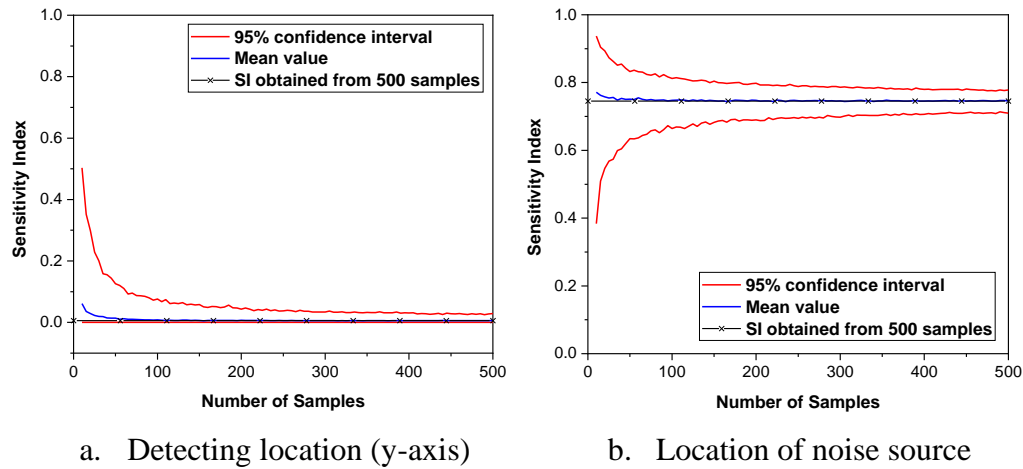 1.0
0.8
0.6
0.4
0.2
0.0
Sensitivity Index
95% confidence interval
Mean value
SI obtained from 500 samples
0 100 200 300 400 500
Number of Samples
a. Detecting location (y-axis)
1.0
0.8
0.6
0.4
0.2
0.0
Sensitivity Index
95% confidence interval
Mean value
SI obtained from 500 samples
0 100 200 300 400 500
Number of Samples
b. Location of noise source